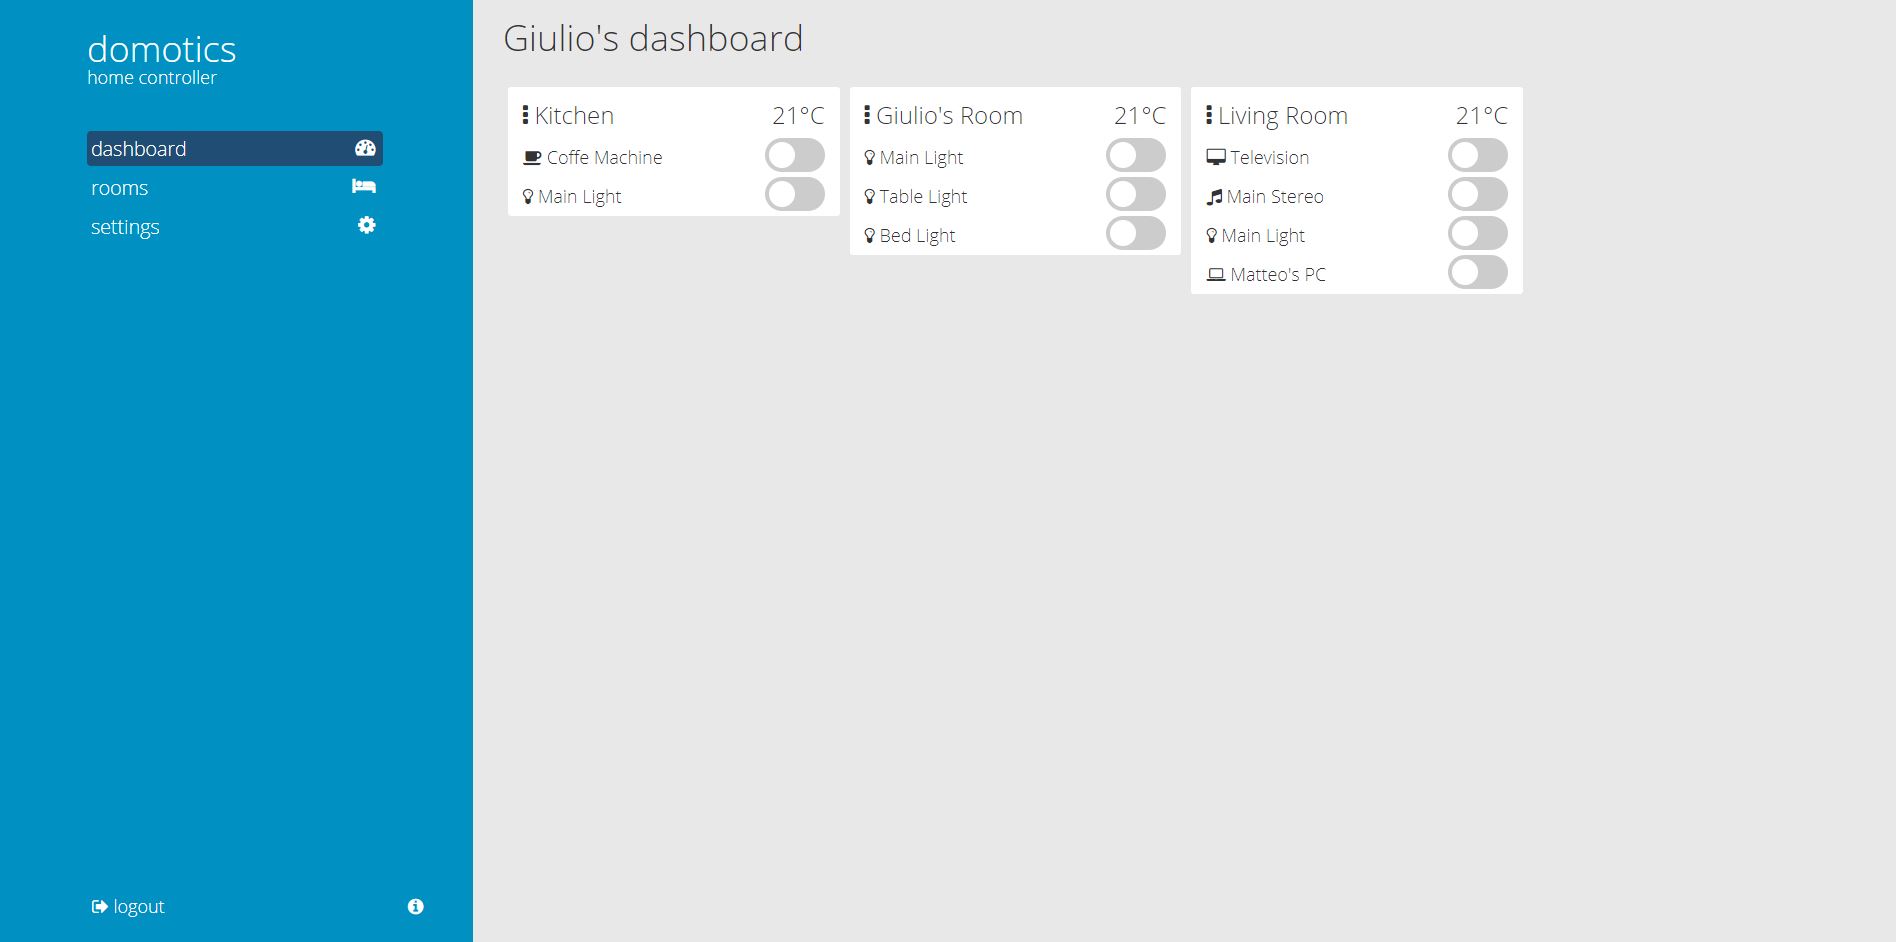 domotics
home controller
dashboard
rooms
settings
logout
Giulio's dashboard
Kitchen 21°C
Coffe Machine
Main Light
Giulio's Room 21°C
Main Light
Table Light
Bed Light
Living Room 21°C
Television
Main Stereo
Main Light
Matteo's PC